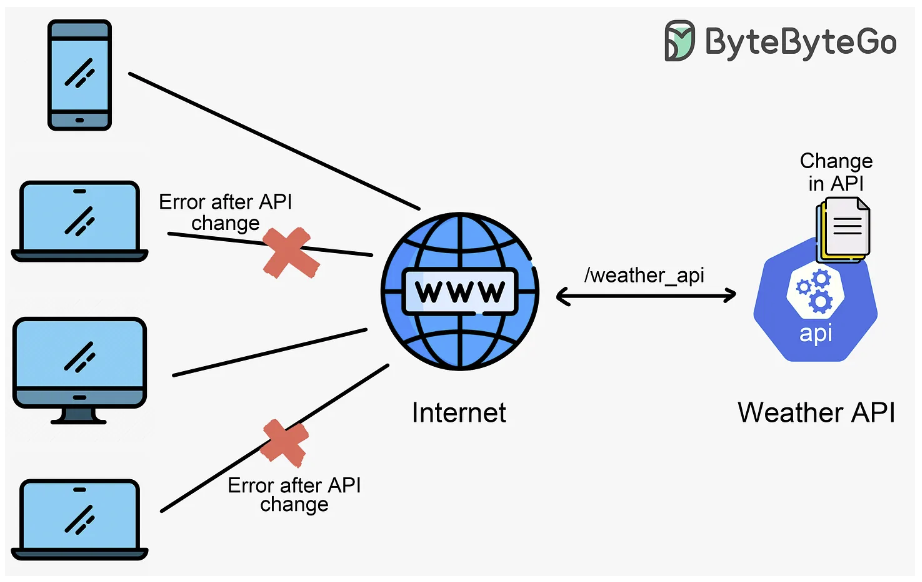 ByteByteGo
Change
in API
Error after API
change
WWW
/weather_api
api
Internet
Weather API
Error after API
change